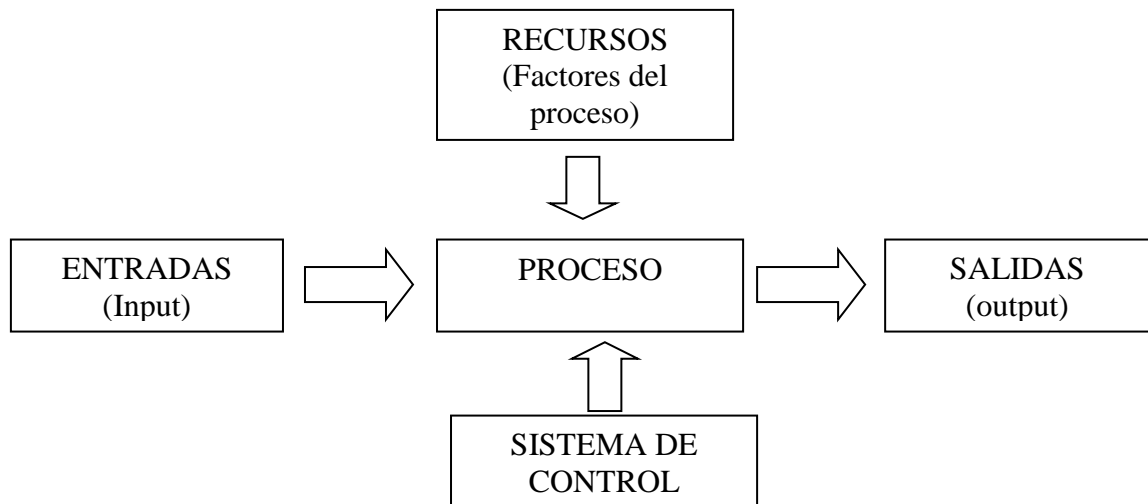 RECURSOS
(Factores del
proceso)
ENTRADAS
(Input)
PROCESO
SALIDAS
(output)
SISTEMA DE
CONTROL